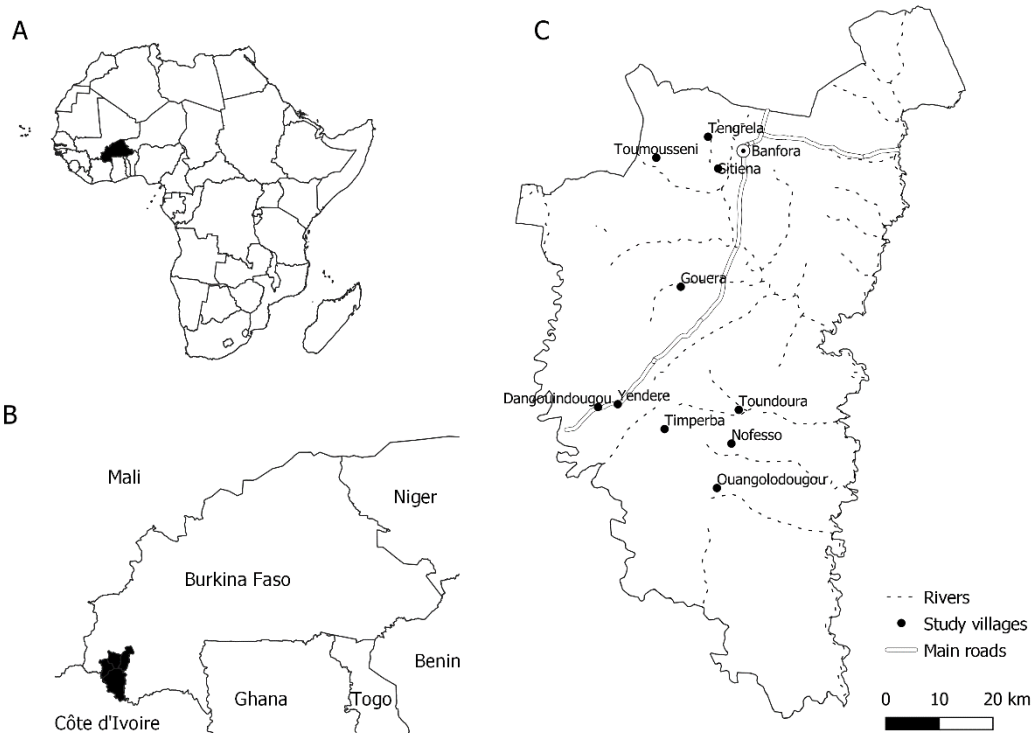 A
B
Mali
Niger
Burkina Faso
Benin
Ghana
Togo
Côte d'Ivoire
C
Tengrela
Toumousseni
Banfora
Sitiena
Gouera
Dangouindougou
Yendere
Toundoura
Timperba
Nofesso
Ouangolodougou
Rivers
Study villages
Main roads
0 10 20 km